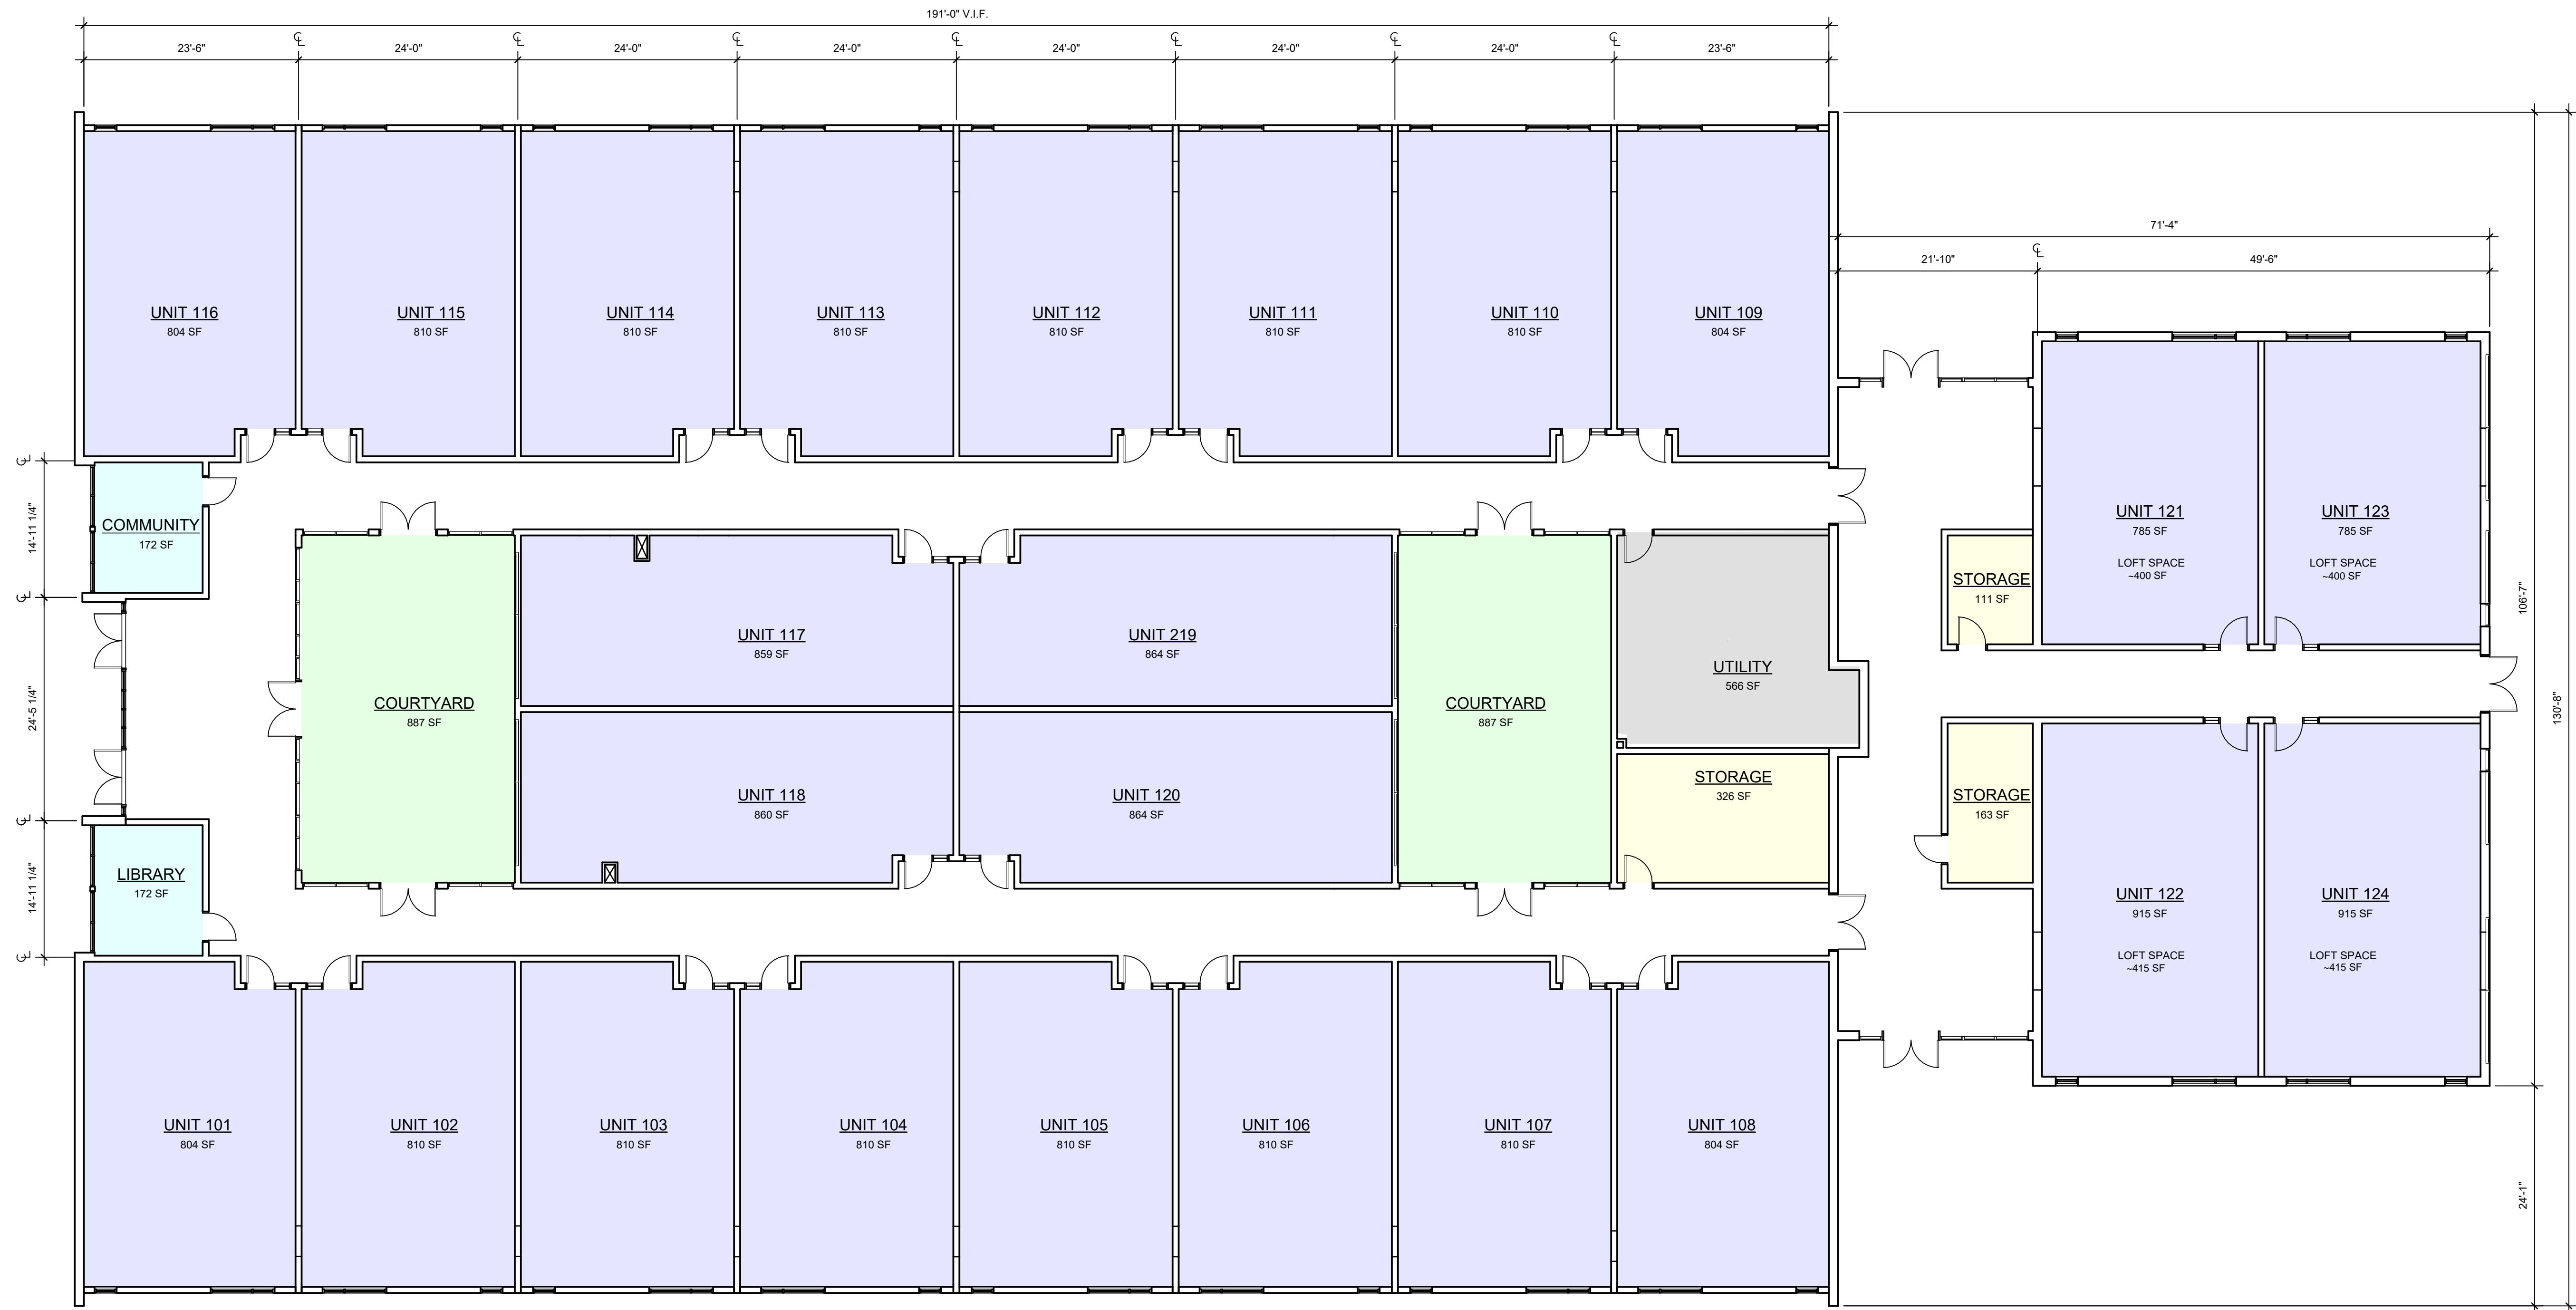 191'-0" V.I.F.
23'-6"
24'-0"
24'-0"
24'-0"
24'-0"
24'-0"
24'-0"
23'-6"
71'-4"
21'-10"
49'-6"
UNIT 116
804 SF
UNIT 115
810 SF
UNIT 114
810 SF
UNIT 113
810 SF
UNIT 112
810 SF
UNIT 111
810 SF
UNIT 110
810 SF
UNIT 109
804 SF
14'-11 1/4"
COMMUNITY
172 SF
24'-5 1/4"
COURTYARD
887 SF
UNIT 117
859 SF
UNIT 219
864 SF
UNIT 118
860 SF
UNIT 120
864 SF
COURTYARD
887 SF
UTILITY
566 SF
STORAGE
326 SF
STORAGE
111 SF
UNIT 121
785 SF
LOFT SPACE
~400 SF
UNIT 123
785 SF
LOFT SPACE
~400 SF
106'-7"
130'-8"
STORAGE
163 SF
UNIT 122
915 SF
LOFT SPACE
~415 SF
UNIT 124
915 SF
LOFT SPACE
~415 SF
14'-11 1/4"
LIBRARY
172 SF
UNIT 101
804 SF
UNIT 102
810 SF
UNIT 103
810 SF
UNIT 104
810 SF
UNIT 105
810 SF
UNIT 106
810 SF
UNIT 107
810 SF
UNIT 108
804 SF
24'-1"